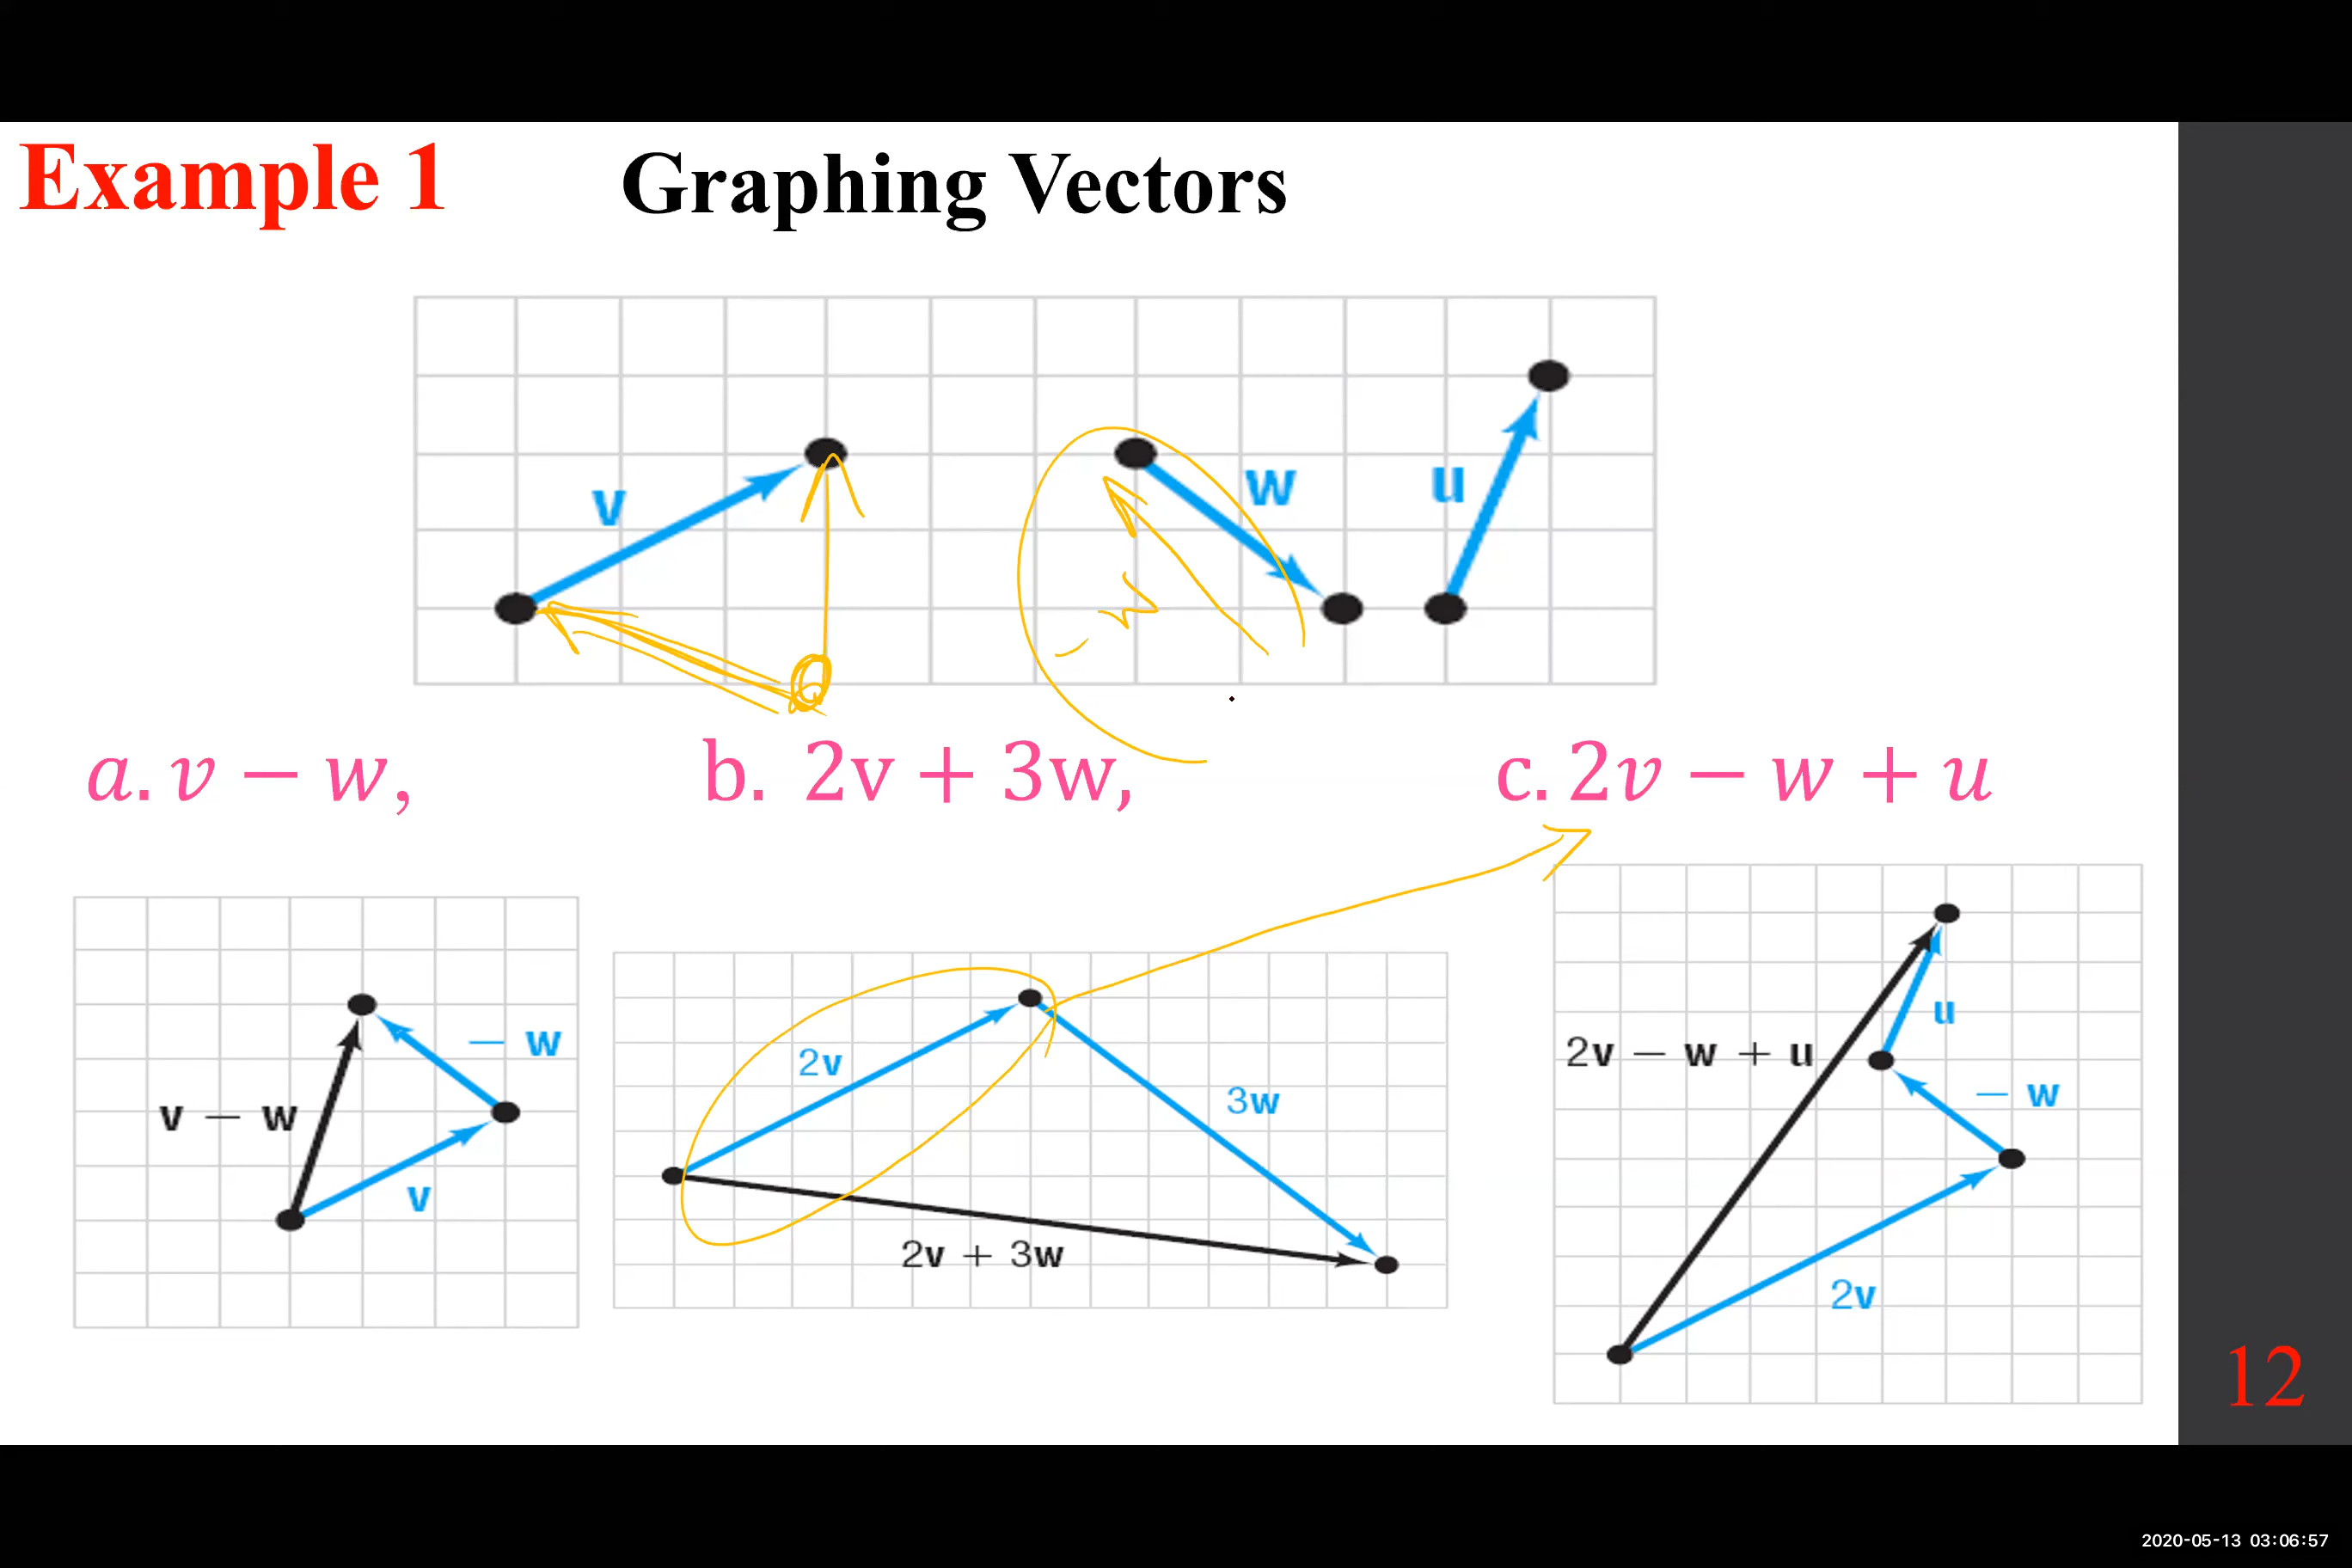 Example 1 Graphing Vectors
v w u
-w
a. v − w, b. 2v + 3w, c. 2v − w + u
v − w
− w
v
2v
3w
2v + 3w
2v − w + u
u
− w
2v
12
2020-05-13 03:06:57